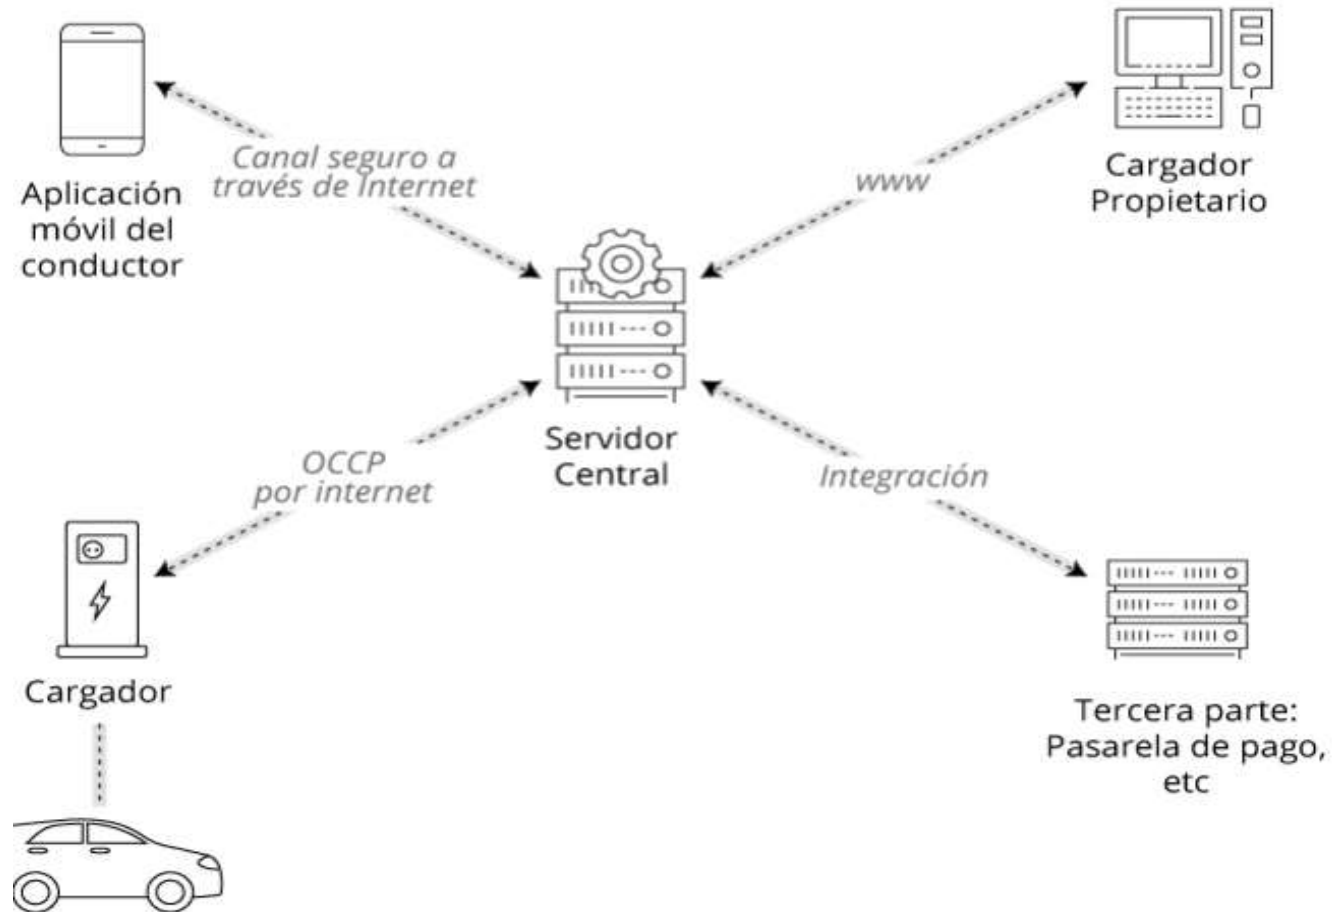 Canal seguro a
través de Internet
Aplicación
móvil del
conductor
www
Cargador
Propietario
Servidor
Central
OCCP
por internet
Integración
Cargador
Tercera parte:
Pasarela de pago,
etc